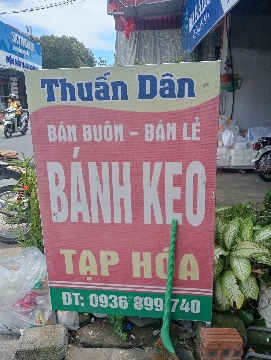 Thuấn Dân
BÁN BUÔN - BÁN LẺ
BÁNH KẸO
TẠP HÓA
ĐT: 0936 899 740